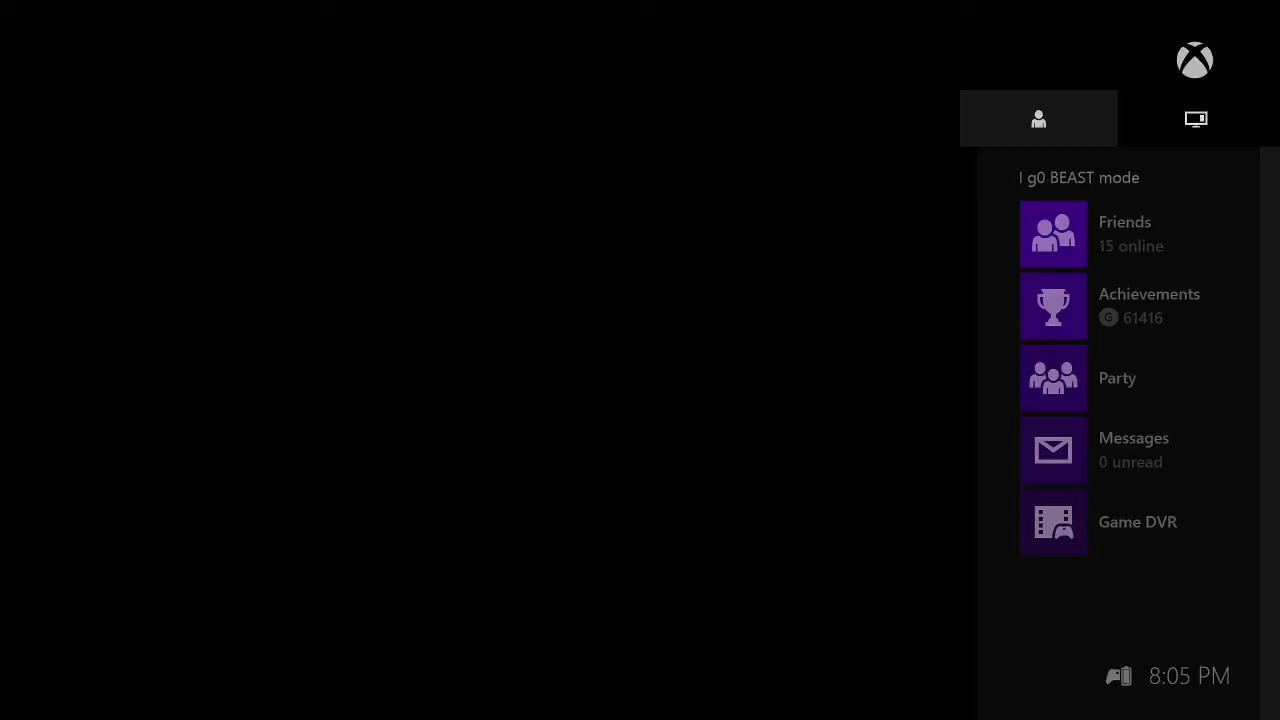 I g0 BEAST mode
Friends
15 online
Achievements
G 61416
Party
Messages
0 unread
Game DVR
8:05 PM